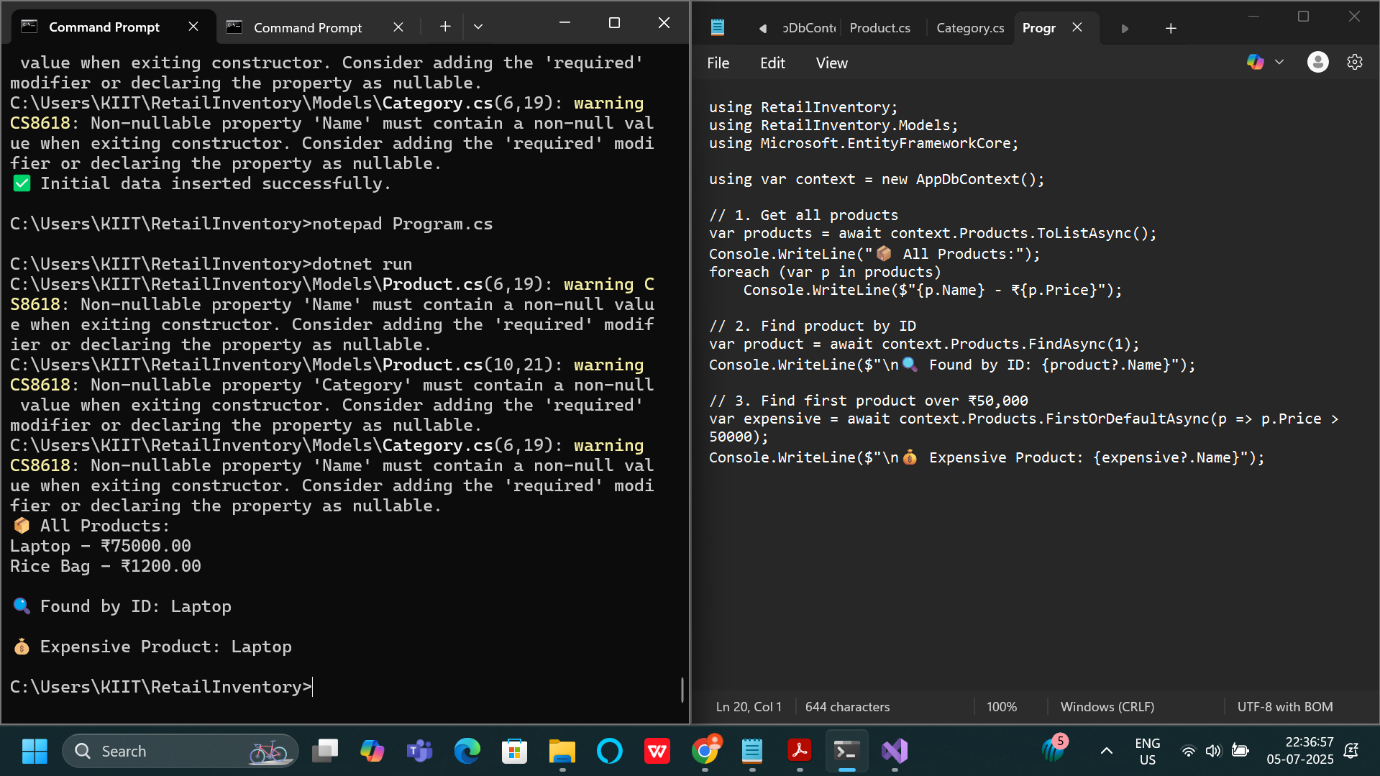 Command Prompt
Command Prompt
value when exiting constructor. Consider adding the 'required'
modifier or declaring the property as nullable.
C:\Users\KIIT\RetailInventory\Models\Category.cs(6,19): warning
CS8618: Non-nullable property 'Name' must contain a non-null val
ue when exiting constructor. Consider adding the 'required' modi
fier or declaring the property as nullable.
✅ Initial data inserted successfully.
C:\Users\KIIT\RetailInventory>notepad Program.cs
C:\Users\KIIT\RetailInventory>dotnet run
C:\Users\KIIT\RetailInventory\Models\Product.cs(6,19): warning C
S8618: Non-nullable property 'Name' must contain a non-null valu
e when exiting constructor. Consider adding the 'required' modif
ier or declaring the property as nullable.
C:\Users\KIIT\RetailInventory\Models\Product.cs(10,21): warning
CS8618: Non-nullable property 'Category' must contain a non-null
value when exiting constructor. Consider adding the 'required'
modifier or declaring the property as nullable.
C:\Users\KIIT\RetailInventory\Models\Category.cs(6,19): warning
CS8618: Non-nullable property 'Name' must contain a non-null val
ue when exiting constructor. Consider adding the 'required' modi
fier or declaring the property as nullable.
📦 All Products:
Laptop - ₹75000.00
Rice Bag - ₹1200.00
🔍 Found by ID: Laptop
💰 Expensive Product: Laptop
C:\Users\KIIT\RetailInventory>
pDbConte Product.cs Category.cs Progr
File Edit View
using RetailInventory;
using RetailInventory.Models;
using Microsoft.EntityFrameworkCore;
using var context = new AppDbContext();
// 1. Get all products
var products = await context.Products.ToListAsync();
Console.WriteLine("📦 All Products:");
foreach (var p in products)
    Console.WriteLine($"{p.Name} - ₹{p.Price}");
// 2. Find product by ID
var product = await context.Products.FindAsync(1);
Console.WriteLine($"\n🔍 Found by ID: {product?.Name}");
// 3. Find first product over ₹50,000
var expensive = await context.Products.FirstOrDefaultAsync(p => p.Price >
50000);
Console.WriteLine($"\n💰 Expensive Product: {expensive?.Name}");
Ln 20, Col 1 644 characters 100% Windows (CRLF) UTF-8 with BOM
Search
5
ENG
US
22:36:57
05-07-2025